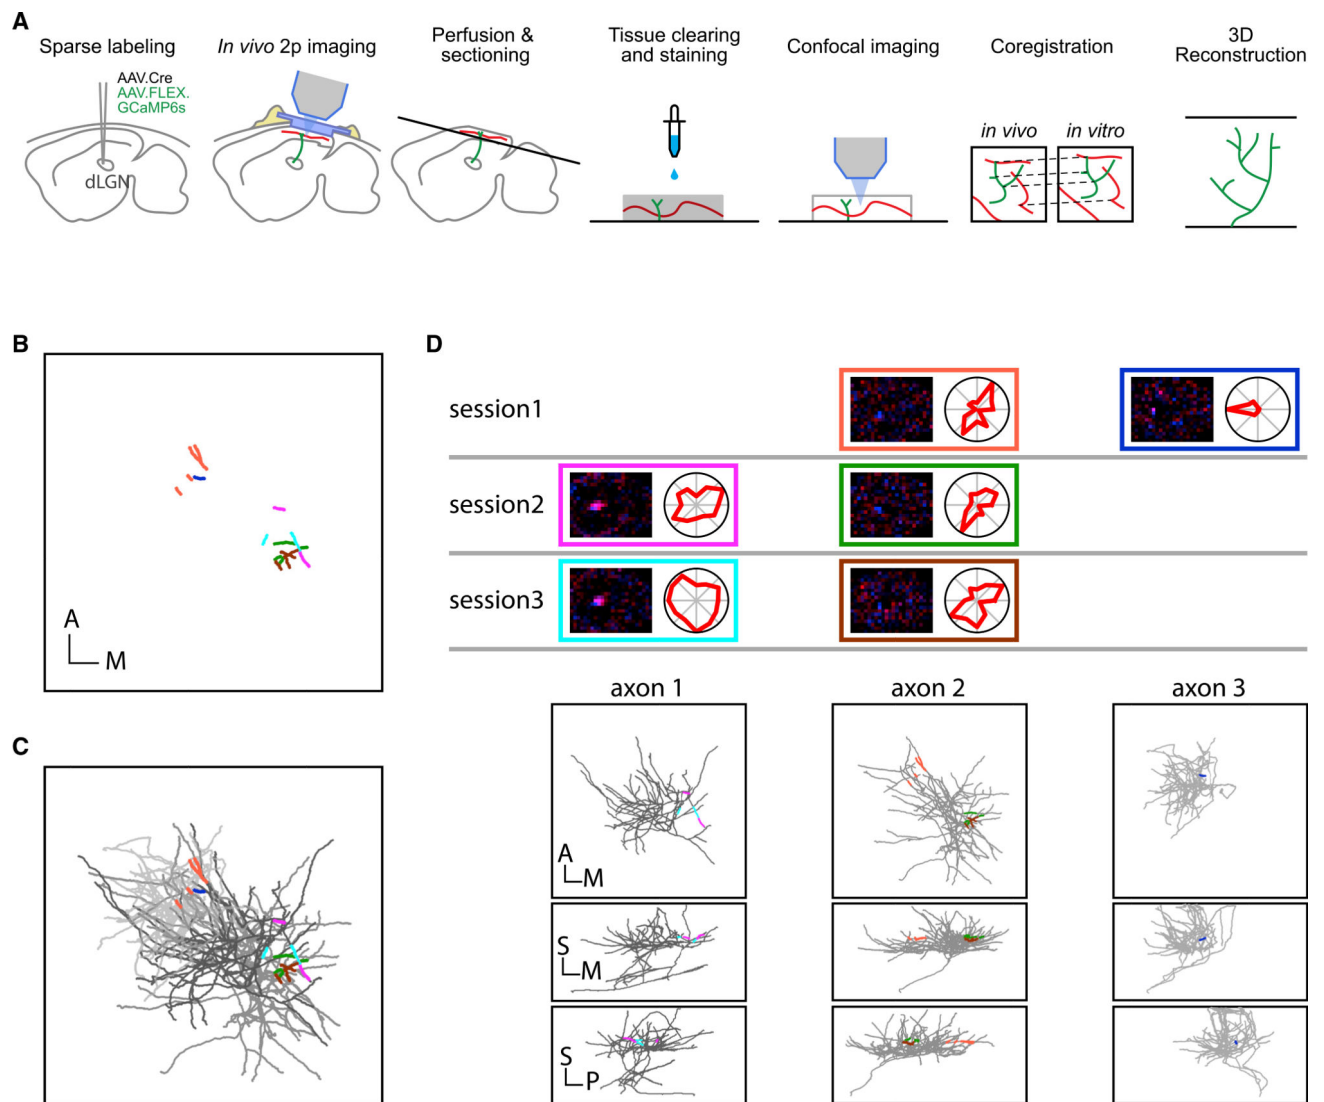 A
Sparse labeling
AAV.Cre
AAV.FLEX.
GCaMP6s
dLGN
In vivo 2p imaging
Perfusion &
sectioning
Tissue clearing
and staining
Confocal imaging
Coregistration
in vivo
in vitro
3D
Reconstruction
B
A
M
C
D
session1
session2
session3
axon 1
axon 2
axon 3
A
M
S
M
S
P